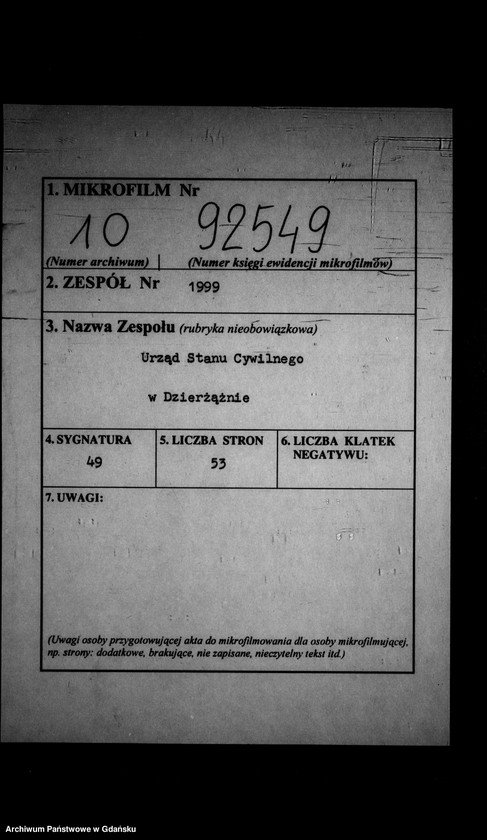 1. MIKROFILM Nr
10 92549
(Numer archiwum) (Numer księgi ewidencji mikrofilmów)
2. ZESPÓŁ Nr 1999
3. Nazwa Zespołu (rubryka nieobowiązkowa)
Urząd Stanu Cywilnego
w Dzierżążnie
4. SYGNATURA 5. LICZBA STRON 6. LICZBA KLATEK
NEGATYWU:
49 53
7. UWAGI:
(Uwagi osoby przygotowującej akta do mikrofilmowania dla osoby mikrofilmującej,
np. strony: dodatkowe, brakujące, nie zapisane, nieczytelny tekst itd.)
Archiwum Państwowe w Gdańsku